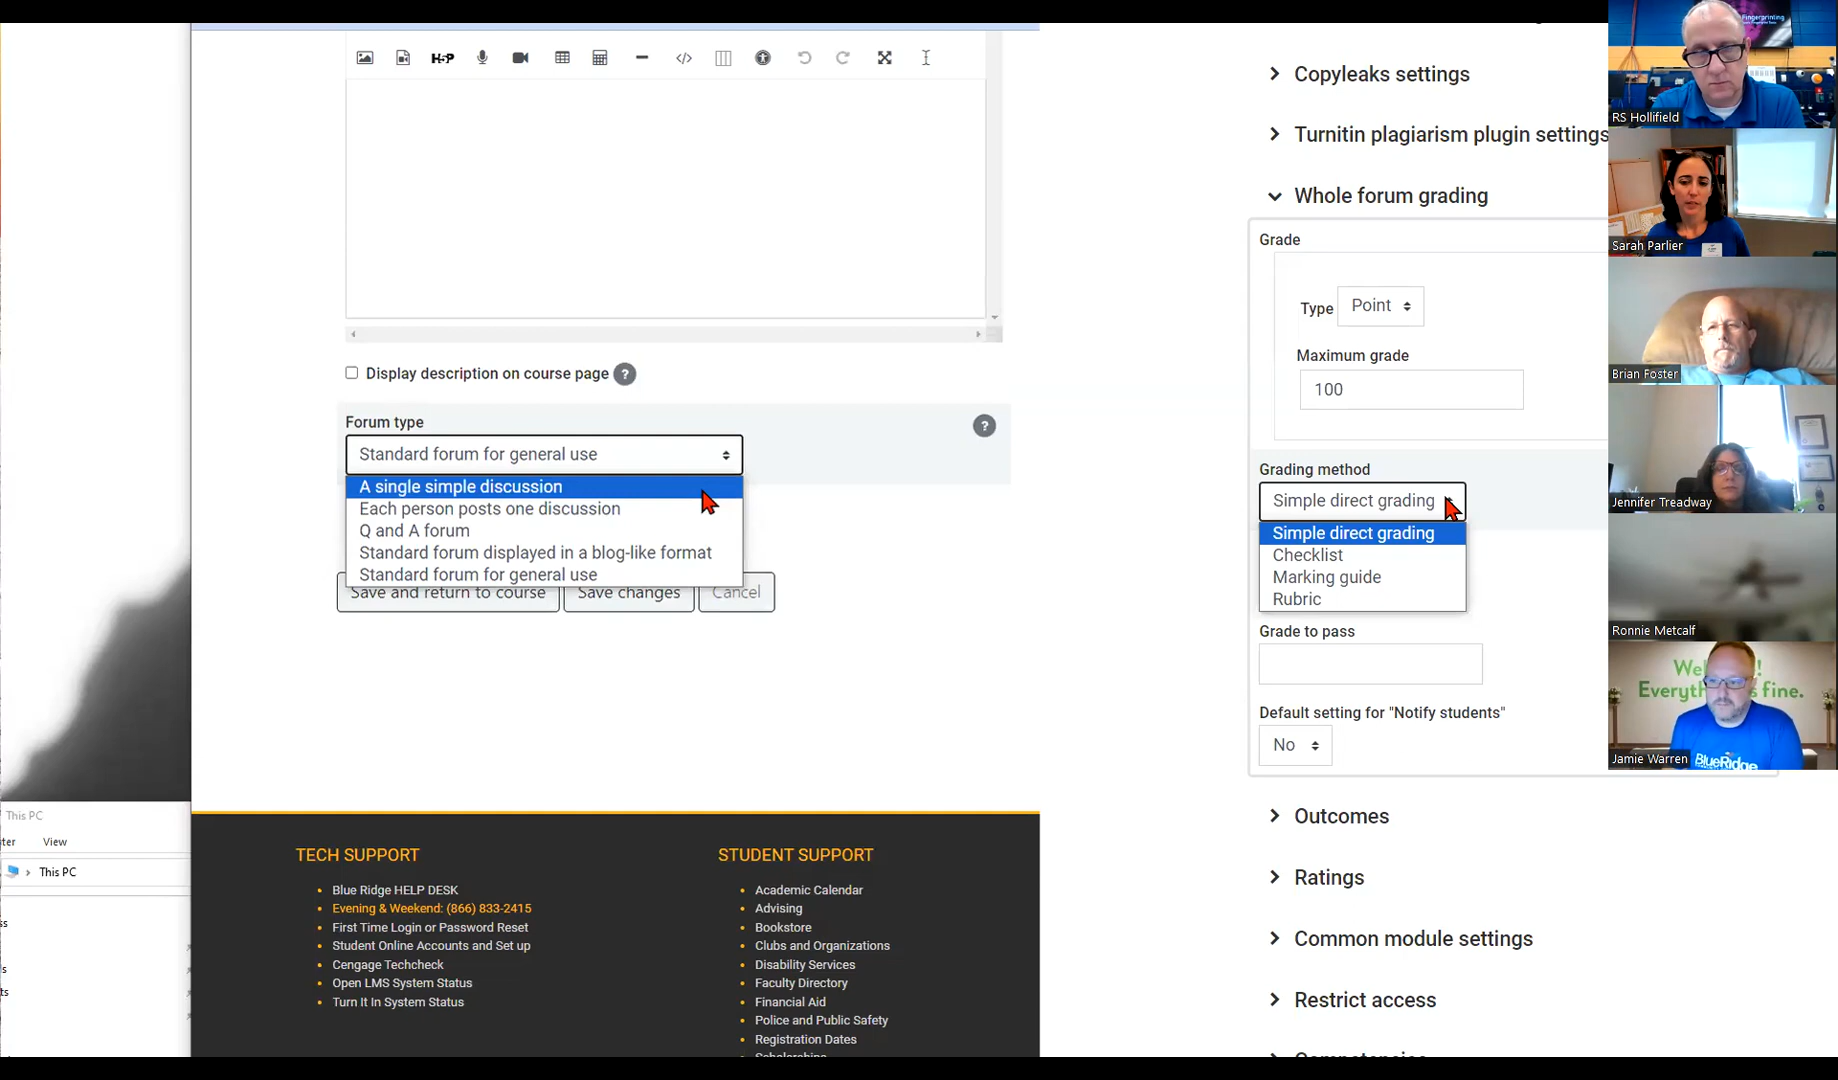 H-P
Display description on course page ?
Forum type
?
Standard forum for general use
A single simple discussion
Each person posts one discussion
Q and A forum
Standard forum displayed in a blog-like format
Standard forum for general use
Save and return to course
Save changes
Cancel
This PC
View
This PC
TECH SUPPORT
Blue Ridge HELP DESK
Evening & Weekend: (866) 833-2415
First Time Login or Password Reset
Student Online Accounts and Set up
Cengage Techcheck
Open LMS System Status
Turn It In System Status
STUDENT SUPPORT
Academic Calendar
Advising
Bookstore
Clubs and Organizations
Disability Services
Faculty Directory
Financial Aid
Police and Public Safety
Registration Dates
Scholarships
Copyleaks settings
Turnitin plagiarism plugin settings
Whole forum grading
Grade
Type Point
Maximum grade
100
Grading method
Simple direct grading
Simple direct grading
Checklist
Marking guide
Rubric
Grade to pass
Default setting for "Notify students"
No
Outcomes
Ratings
Common module settings
Restrict access
Competencies
Fingerprinting
RS Hollifield
Sarah Parlier
Brian Foster
Jennifer Treadway
Ronnie Metcalf
Everyth s fine.
BlueRidge
Jamie Warren